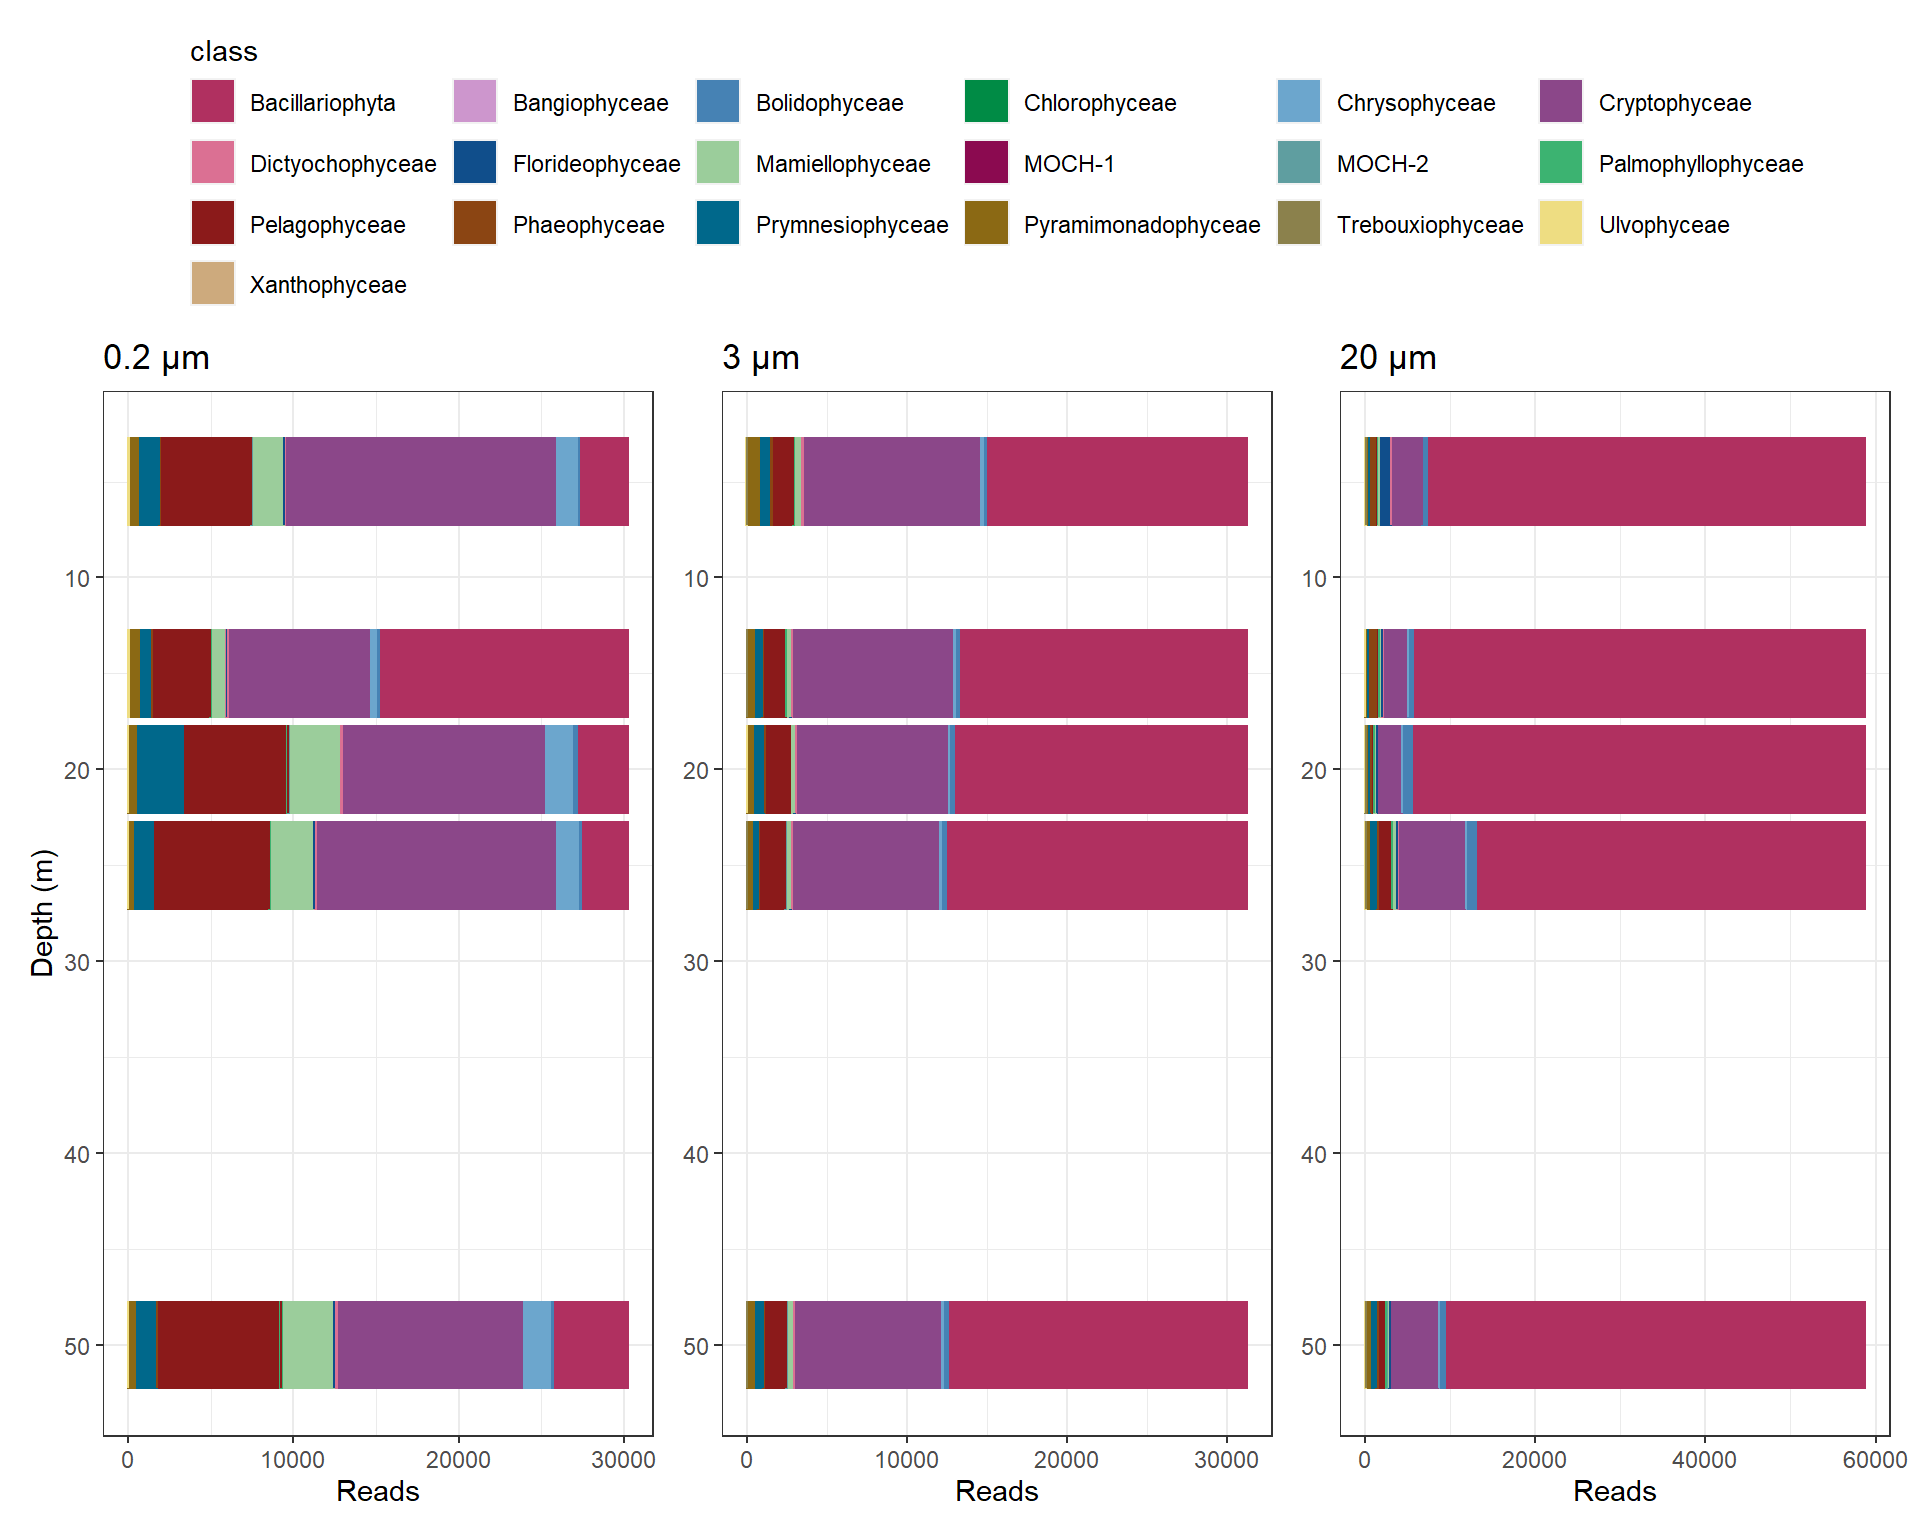 class
Bacillariophyta Bangiophyceae Bolidophyceae Chlorophyceae Chrysophyceae Cryptophyceae
Dictyochophyceae Florideophyceae Mamiellophyceae MOCH-1 MOCH-2 Palmophyllophyceae
Pelagophyceae Phaeophyceae Prymnesiophyceae Pyramimonadophyceae Trebouxiophyceae Ulvophyceae
Xanthophyceae
0.2 µm 3 µm 20 µm
10 10 10
20 20 20
Depth (m)
30 30 30
40 40 40
50 50 50
0 10000 20000 30000 0 10000 20000 30000 0 20000 40000 60000
Reads Reads Reads